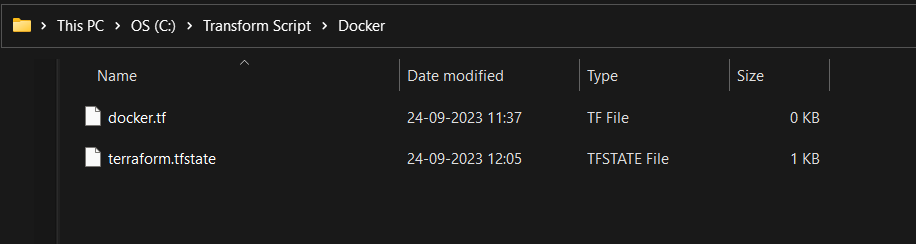 This PC > OS (C:) > Transform Script > Docker
Name Date modified Type Size
docker.tf 24-09-2023 11:37 TF File 0 KB
terraform.tfstate 24-09-2023 12:05 TFSTATE File 1 KB